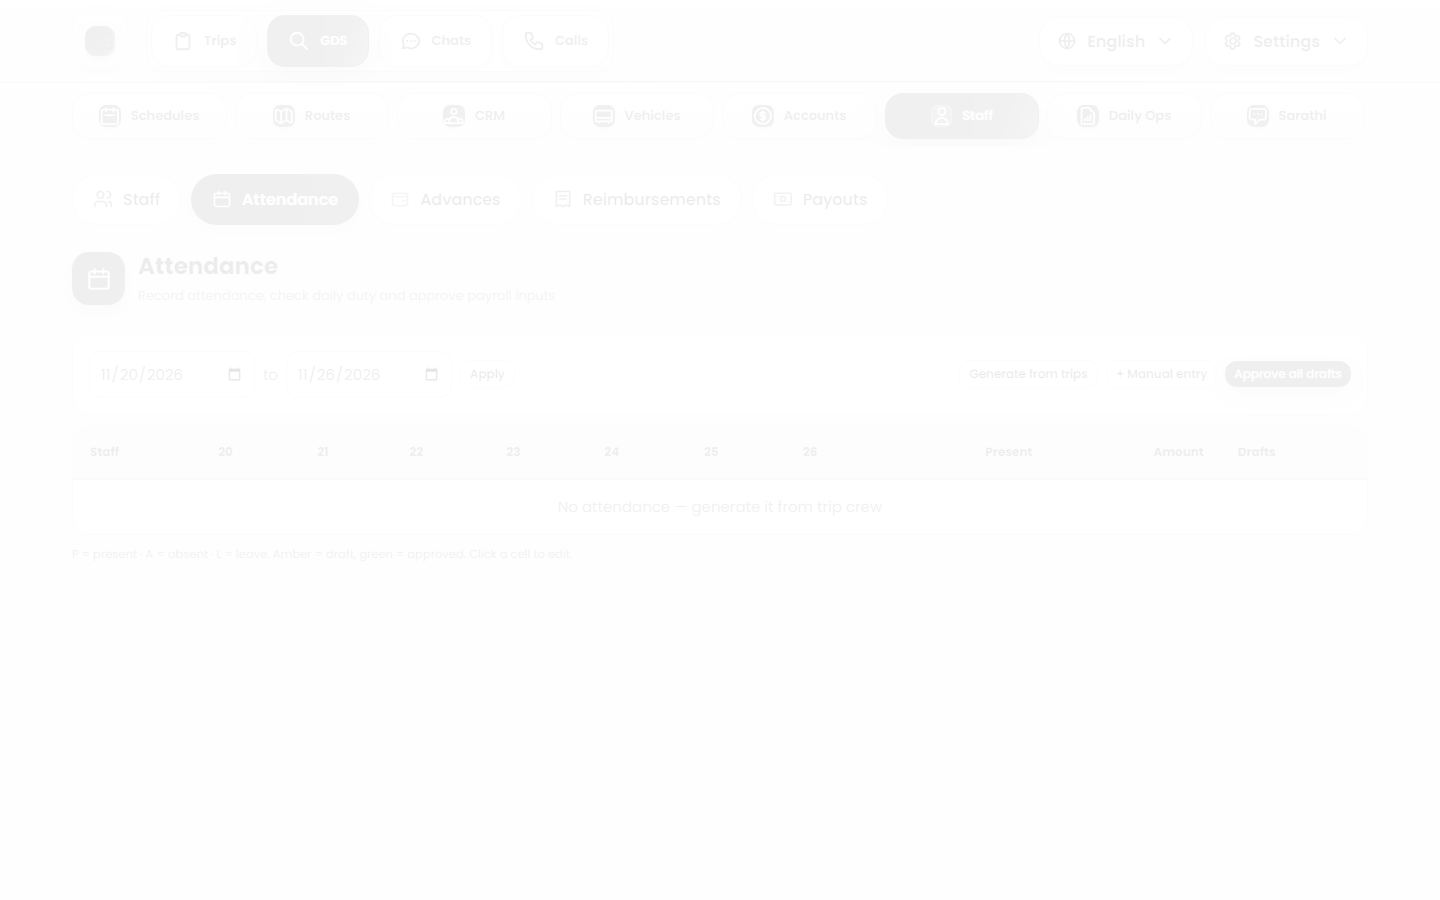 Trips GDS Chats Calls English Settings
Schedules Routes CRM Vehicles Accounts Staff Daily Ops Sarathi
Staff Attendance Advances Reimbursements Payouts
Attendance
Record attendance, check daily duty and approve payroll inputs
11/20/2026 to 11/26/2026 Apply Generate from trips + Manual entry Approve all drafts
Staff 20 21 22 23 24 25 26 Present Amount Drafts
No attendance — generate it from trip crew
P = present · A = absent · L = leave. Amber = draft, green = approved. Click a cell to edit.